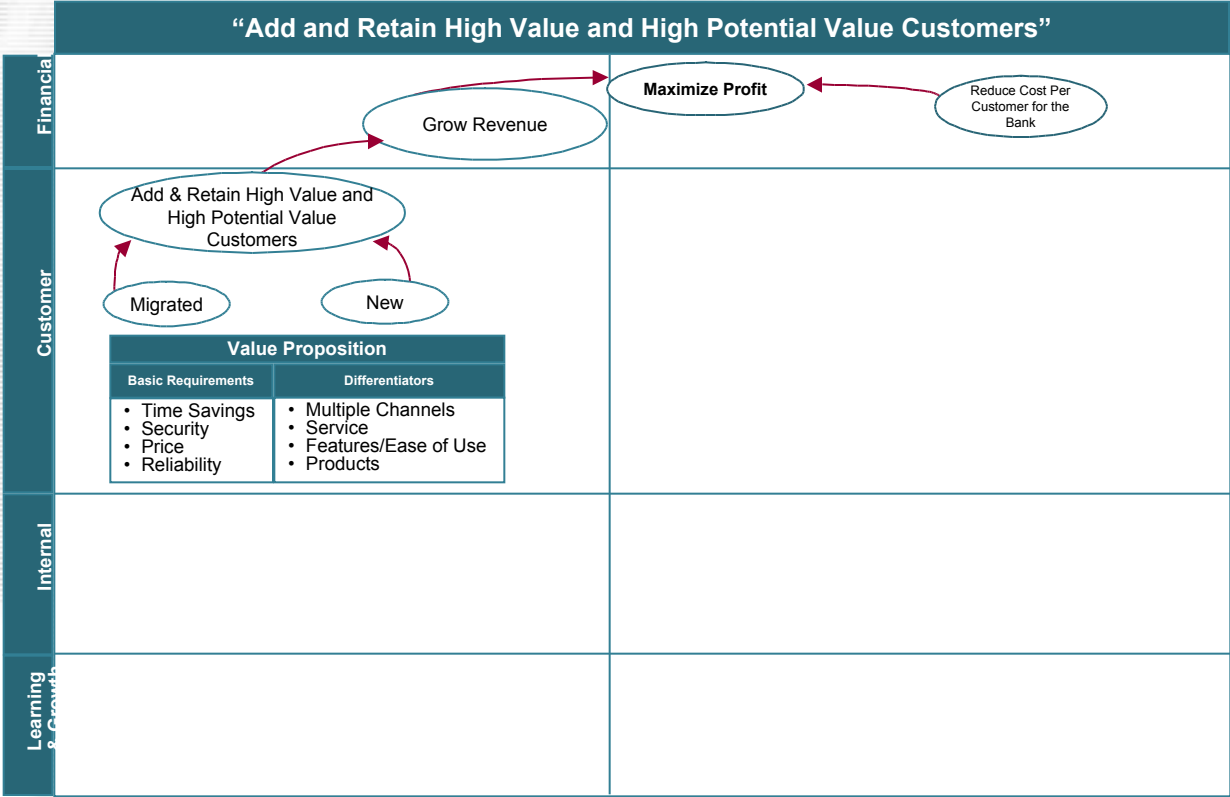 “Add and Retain High Value and High Potential Value Customers”
Financial
Maximize Profit
Reduce Cost Per
Customer for the
Bank
Grow Revenue
Customer
Add & Retain High Value and
High Potential Value
Customers
Migrated
New
Value Proposition
Basic Requirements
Differentiators
• Time Savings
• Security
• Price
• Reliability
• Multiple Channels
• Service
• Features/Ease of Use
• Products
Internal
Learning
& Growth